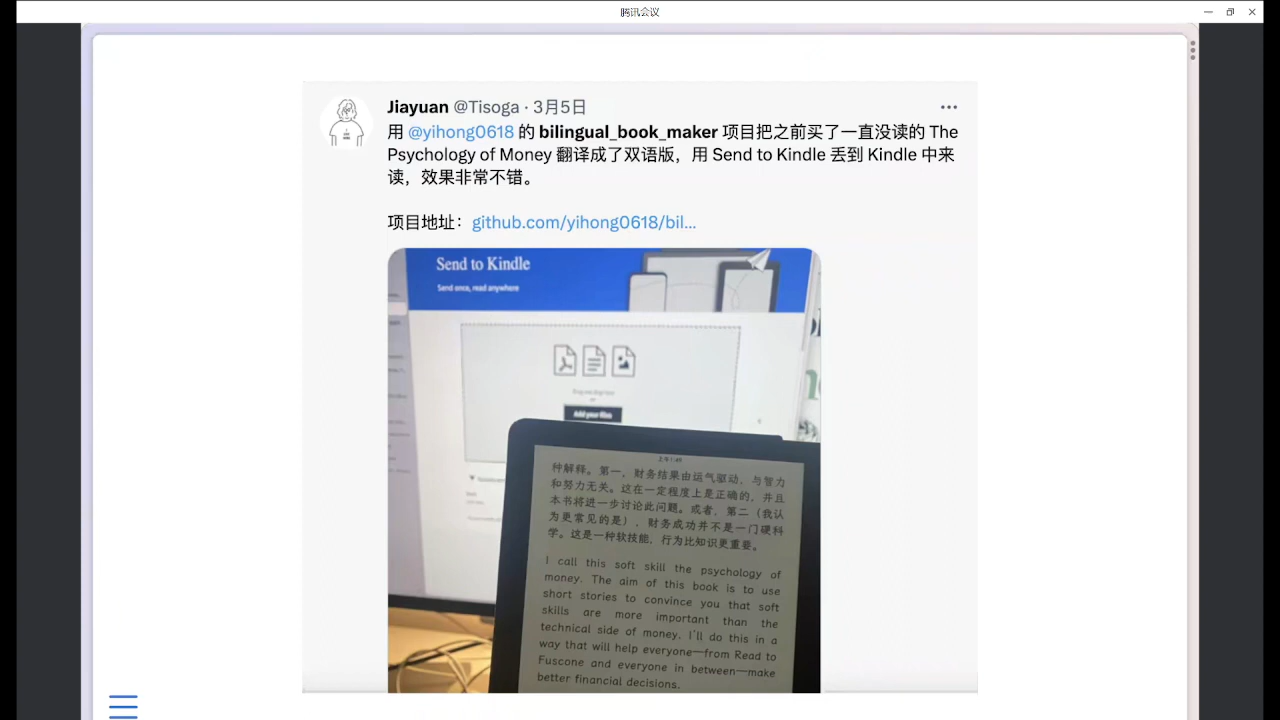 腾讯会议
Jiayuan @Tisoga · 3月5日
用 @yihong0618 的 bilingual_book_maker 项目把之前买了一直没读的 The
Psychology of Money 翻译成了双语版，用 Send to Kindle 丢到 Kindle 中来
读，效果非常不错。
项目地址：github.com/yihong0618/bil...
Send to Kindle
Send once, read anywhere
Add your files
种解释。第一，财务结果由运气驱动，与智力
和努力无关。这在一定程度上是正确的，并且
本书将进一步讨论此问题。或者，第二（我认
为更常见的是），财务成功并不是一门硬科
学。这是一种软技能，行为比知识更重要。
I call this soft skill the psychology of
money. The aim of this book is to use
short stories to convince you that soft
skills are more important than the
technical side of money. I'll do this in a
way that will help everyone—from Read to
Fuscone and everyone in between—make
better financial decisions.